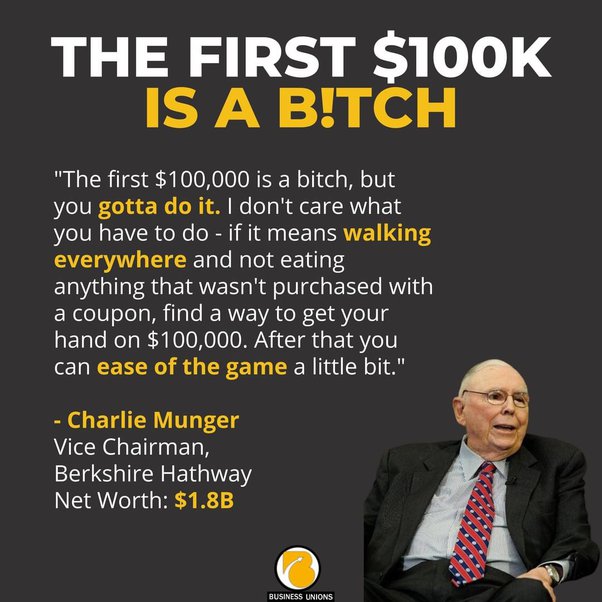 THE FIRST $100K
IS A B!TCH
"The first $100,000 is a bitch, but
you gotta do it. I don't care what
you have to do - if it means walking
everywhere and not eating
anything that wasn't purchased with
a coupon, find a way to get your
hand on $100,000. After that you
can ease of the game a little bit."
- Charlie Munger
Vice Chairman,
Berkshire Hathway
Net Worth: $1.8B
BUSINESS UNIONS